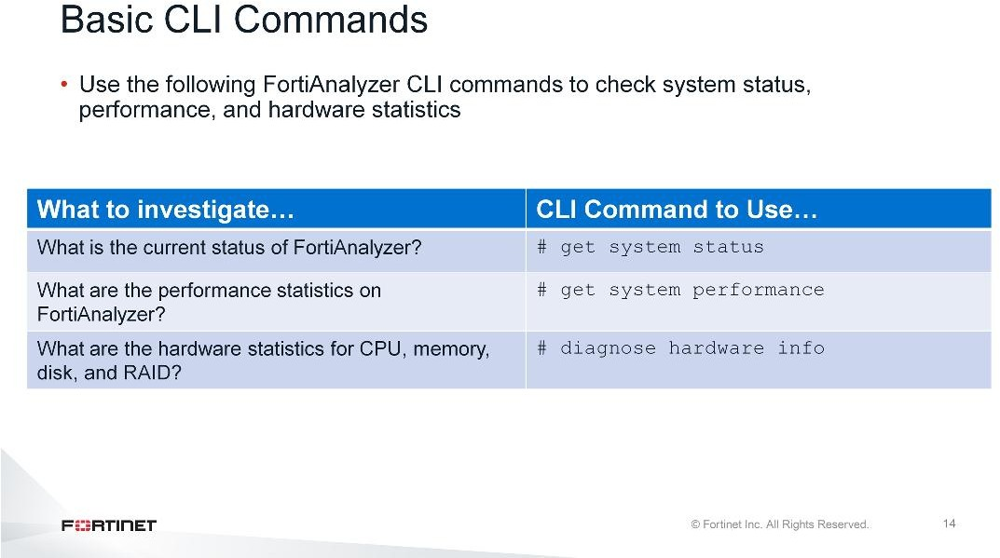 Basic CLI Commands
• Use the following FortiAnalyzer CLI commands to check system status,
performance, and hardware statistics
What to investigate…
CLI Command to Use…
What is the current status of FortiAnalyzer?
# get system status
What are the performance statistics on
FortiAnalyzer?
# get system performance
What are the hardware statistics for CPU, memory,
disk, and RAID?
# diagnose hardware info
FORTINET
© Fortinet Inc. All Rights Reserved.
14